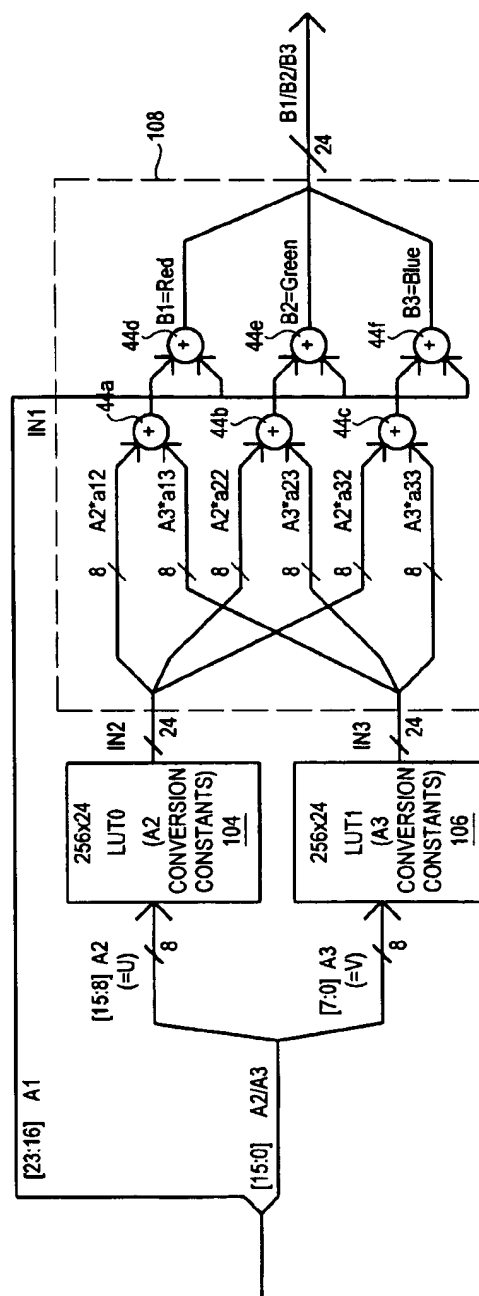 [23:16] A1
[15:0] A2/A3
[15:8] A2
(=U)
8
[7:0] A3
(=V)
8
256x24
LUT0
(A2
CONVERSION
CONSTANTS)
104
256x24
LUT1
(A3
CONVERSION
CONSTANTS)
106
IN2
24
IN3
24
IN1
108
8
A2*a12
8
A3*a13
8
A2*a22
8
A3*a23
8
A2*a32
8
A3*a33
44a
+
44b
+
44c
+
44d
+
44e
+
44f
+
B1=Red
B2=Green
B3=Blue
24
B1/B2/B3